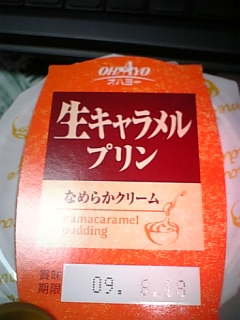 OHAYO
オハヨー
生キャラメル
プリン
なめらかクリーム
namacaramel
pudding
賞味
期限
09. 6.18